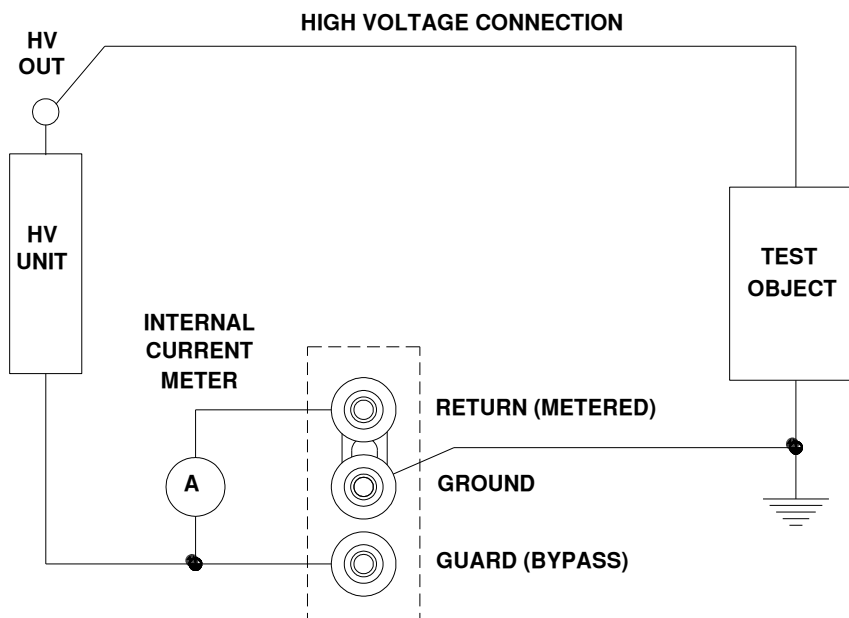 HIGH VOLTAGE CONNECTION
HV
OUT
HV
UNIT
TEST
OBJECT
INTERNAL
CURRENT
METER
RETURN (METERED)
A
GROUND
GUARD (BYPASS)